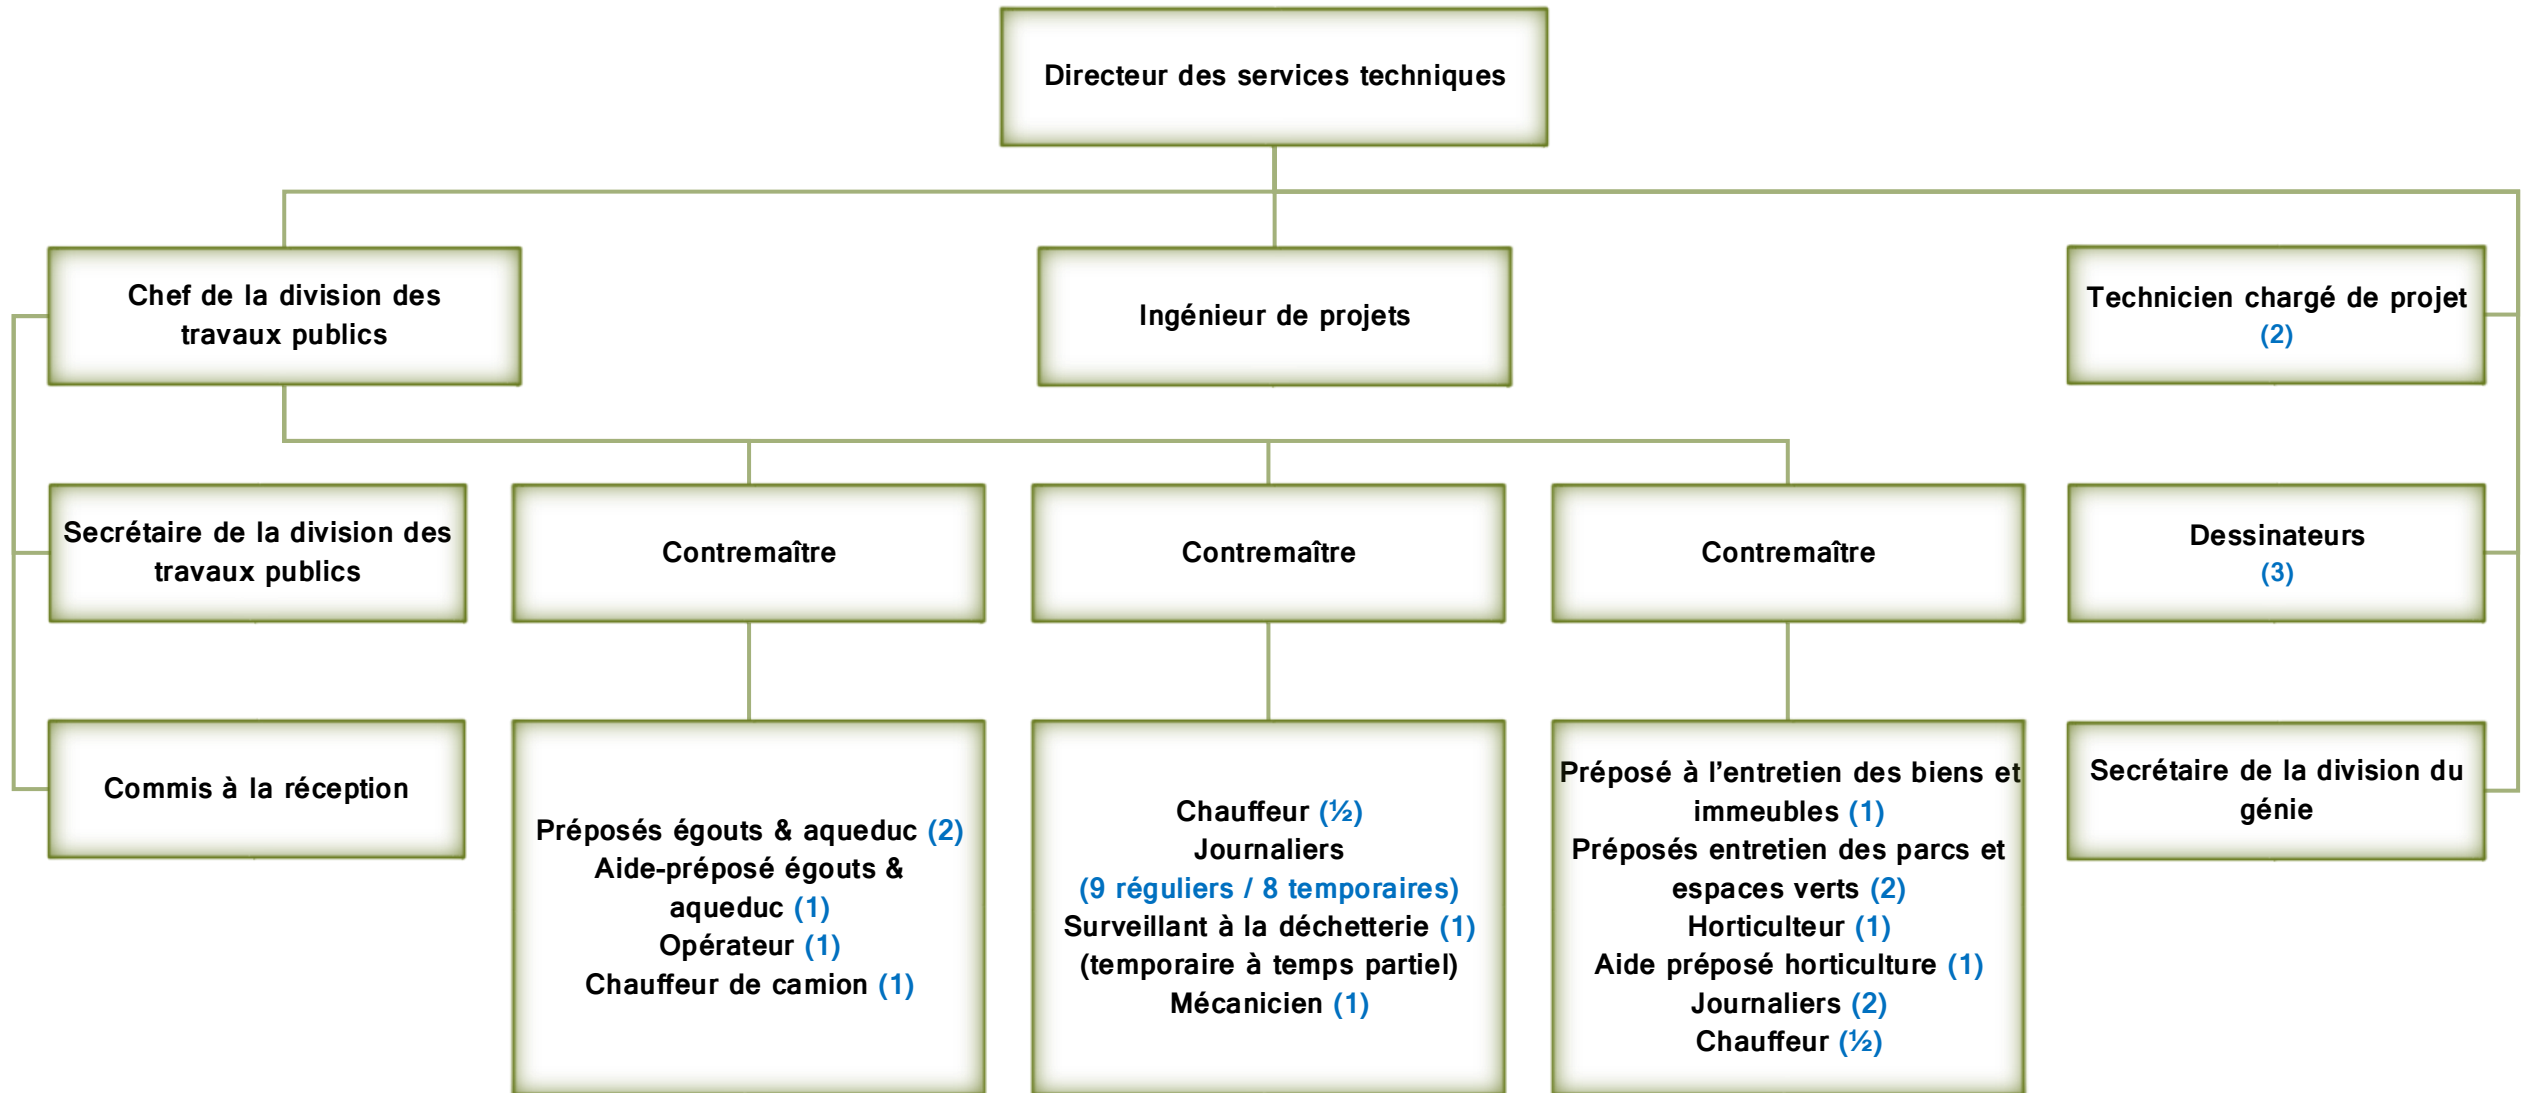 Directeur des services techniques
Chef de la division des
travaux publics
Ingénieur de projets
Technicien chargé de projet
(2)
Secrétaire de la division des
travaux publics
Contremaître
Contremaître
Contremaître
Dessinateurs
(3)
Commis à la réception
Préposés égouts & aqueduc (2)
Aide-préposé égouts &
aqueduc (1)
Opérateur (1)
Chauffeur de camion (1)
Chauffeur (½)
Journaliers
(9 réguliers / 8 temporaires)
Surveillant à la déchetterie (1)
(temporaire à temps partiel)
Mécanicien (1)
Préposé à l’entretien des biens et
immeubles (1)
Préposés entretien des parcs et
espaces verts (2)
Horticulteur (1)
Aide préposé horticulture (1)
Journaliers (2)
Chauffeur (½)
Secrétaire de la division du
génie